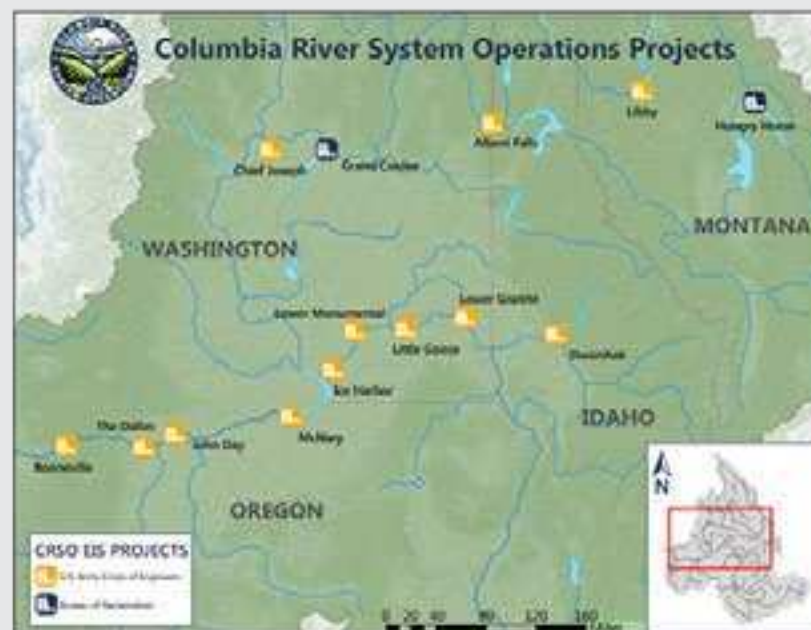 Columbia River System Operations Projects
Libby
Hungry Horse
Albeni Falls
Chief Joseph
Grand Coulee
MONTANA
WASHINGTON
Lower Granite
Lower Monumental
Little Goose
Dworshak
Ice Harbor
IDAHO
McNary
The Dalles
John Day
Bonneville
OREGON
N
CRSO EIS PROJECTS
U.S. Army Corps of Engineers
Bureau of Reclamation
0 20 40 80 120 160
Miles